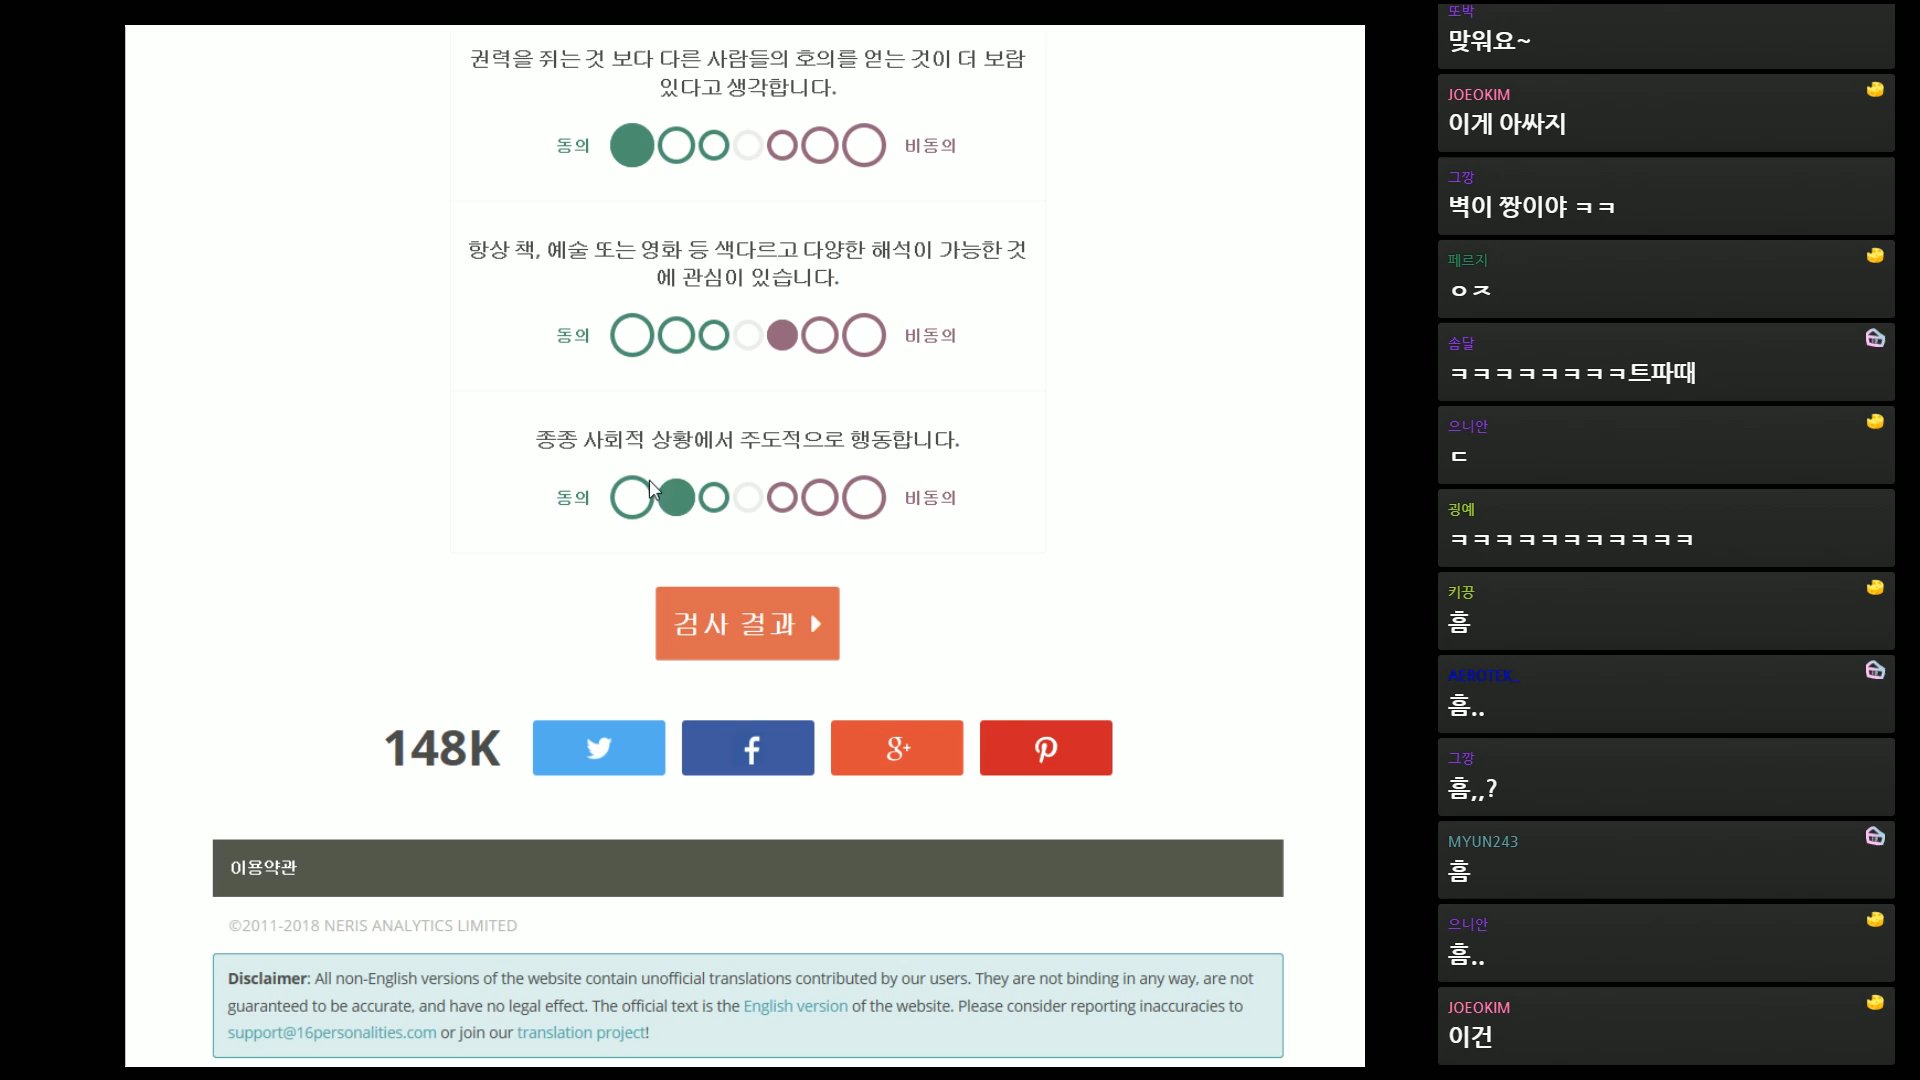 권력을 쥐는 것 보다 다른 사람들의 호의를 얻는 것이 더 보람
있다고 생각합니다.
동의
비동의
항상 책, 예술 또는 영화 등 색다르고 다양한 해석이 가능한 것
에 관심이 있습니다.
동의
비동의
종종 사회적 상황에서 주도적으로 행동합니다.
동의
비동의
검사 결과
148K
이용약관
©2011-2018 NERIS ANALYTICS LIMITED
Disclaimer: All non-English versions of the website contain unofficial translations contributed by our users. They are not binding in any way, are not
guaranteed to be accurate, and have no legal effect. The official text is the English version of the website. Please consider reporting inaccuracies to
support@16personalities.com or join our translation project!
또박
맞워요~
JOEOKIM
이게 아싸지
그깡
벽이 짱이야 ㅋㅋ
페르지
ㅇㅈ
솜달
ㅋㅋㅋㅋㅋㅋㅋㅋ트파때
으니안
ㄷ
굉예
ㅋㅋㅋㅋㅋㅋㅋㅋㅋㅋㅋ
키끙
흠
AEROTEK_
흠..
그깡
흠,,?
MYUN243
흠
으니안
흠..
JOEOKIM
이건